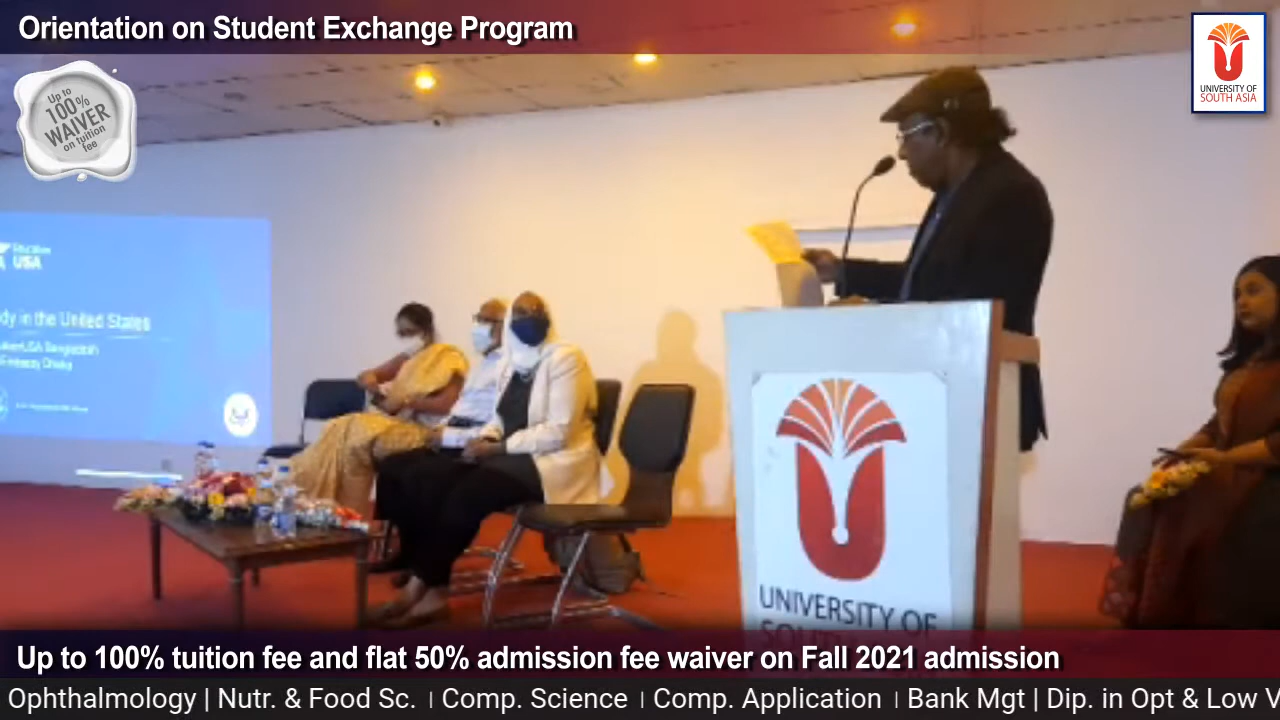 Orientation on Student Exchange Program
UNIVERSITY OF
SOUTH ASIA
Up to
100%
WAIVER
on tuition
fee
USA
dy in the United States
UNIVERSITY OF
Up to 100% tuition fee and flat 50% admission fee waiver on Fall 2021 admission
Ophthalmology | Nutr. & Food Sc. | Comp. Science | Comp. Application | Bank Mgt | Dip. in Opt & Low V